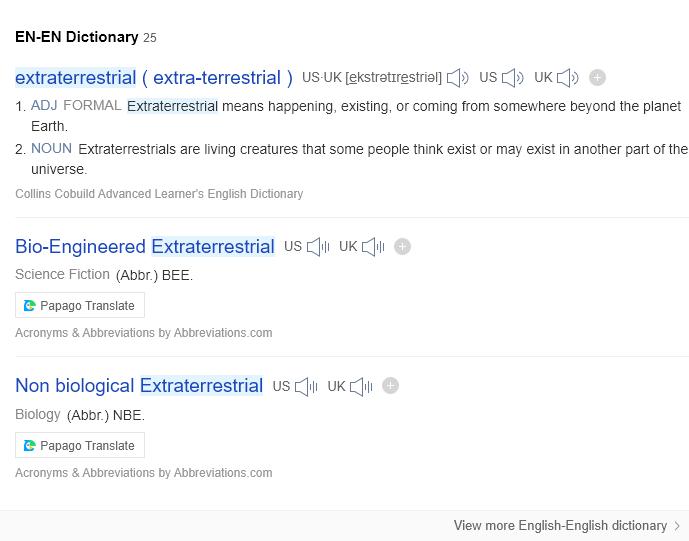 EN-EN Dictionary 25
extraterrestrial ( extra-terrestrial ) US·UK [ekstrətɪrestriəl] US UK
1. ADJ FORMAL Extraterrestrial means happening, existing, or coming from somewhere beyond the planet
Earth.
2. NOUN Extraterrestrials are living creatures that some people think exist or may exist in another part of the
universe.
Collins Cobuild Advanced Learner's English Dictionary
Bio-Engineered Extraterrestrial US UK
Science Fiction (Abbr.) BEE.
Papago Translate
Acronyms & Abbreviations by Abbreviations.com
Non biological Extraterrestrial US UK
Biology (Abbr.) NBE.
Papago Translate
Acronyms & Abbreviations by Abbreviations.com
View more English-English dictionary >